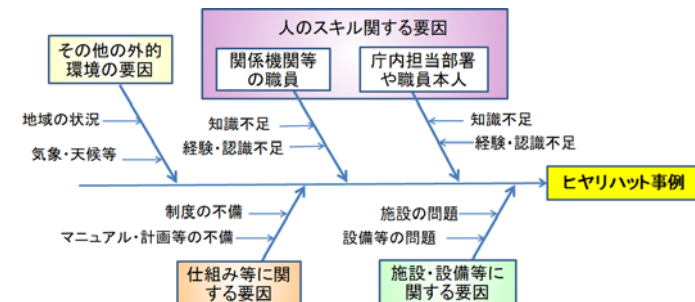 人のスキル関する要因
その他の外的
環境の要因
関係機関等
の職員
庁内担当部署
や職員本人
地域の状況
気象・天候等
知識不足
経験・認識不足
知識不足
経験・認識不足
ヒヤリハット事例
制度の不備
マニュアル・計画等の不備
施設の問題
設備等の問題
仕組み等に関
する要因
施設・設備等に
関する要因